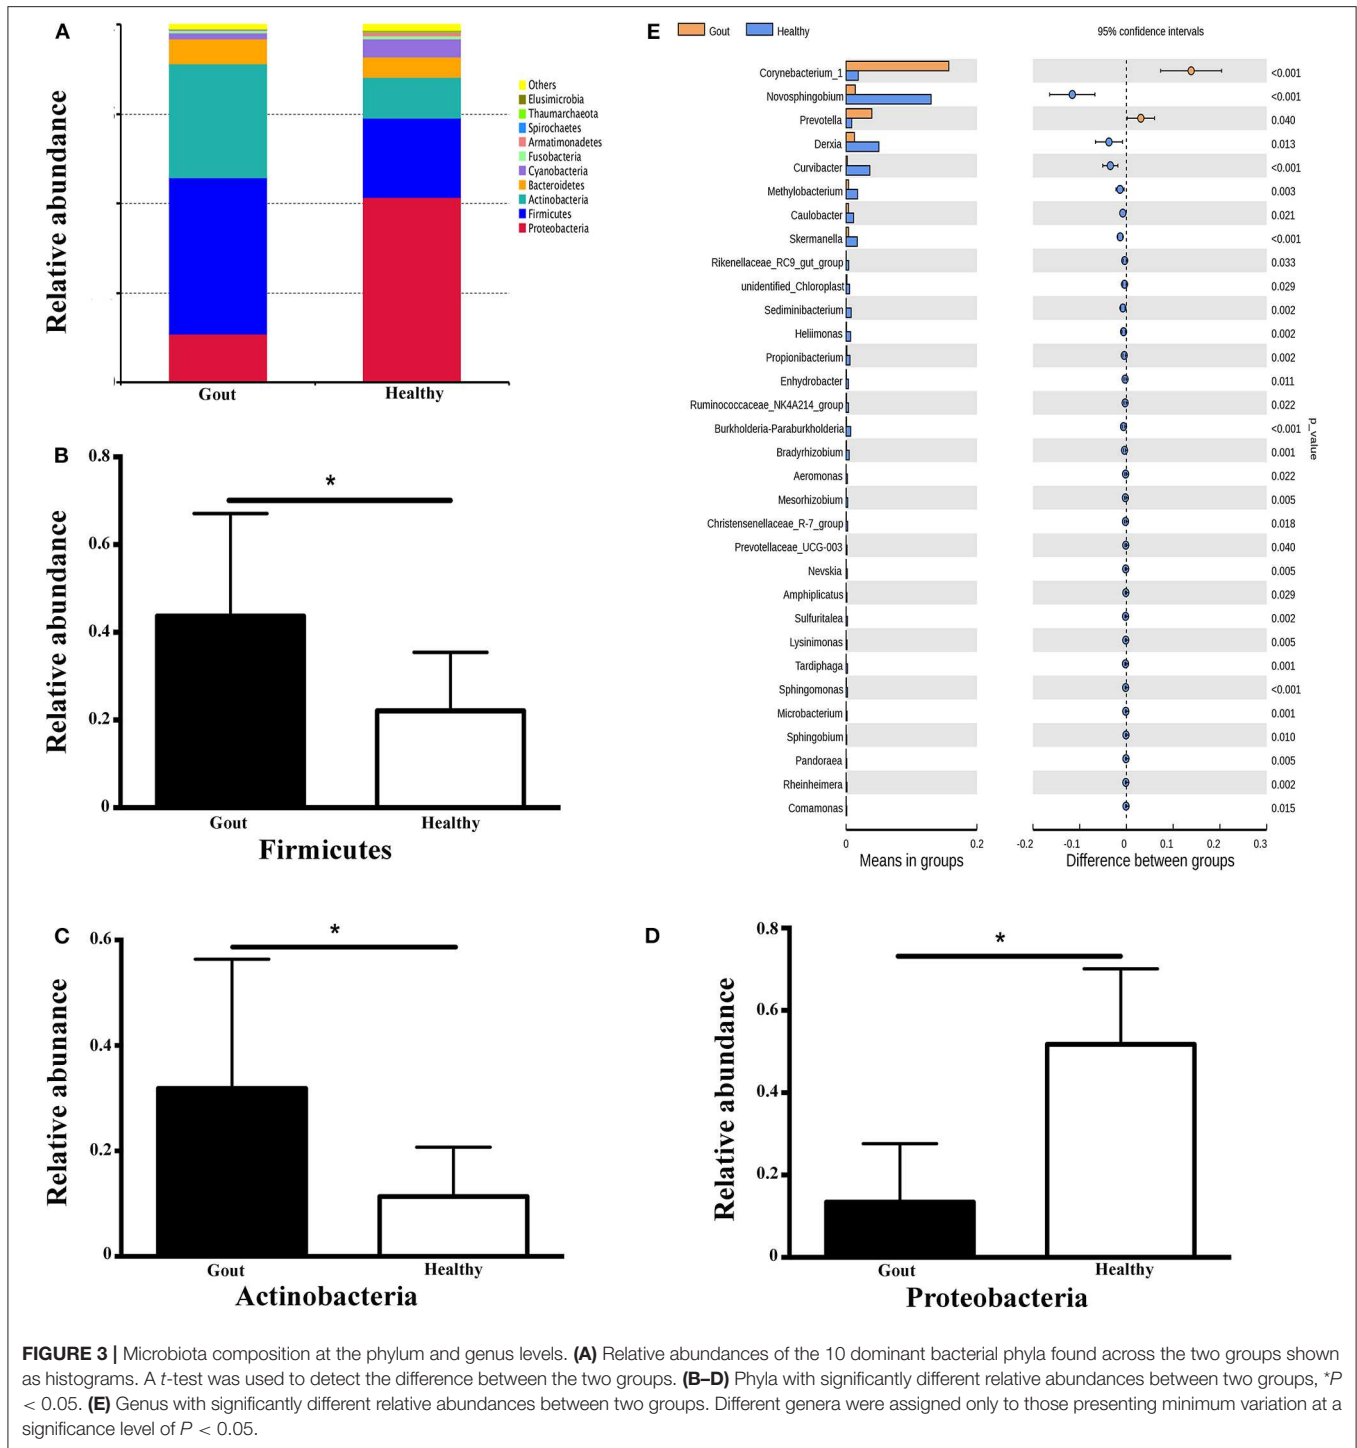 A
Relative abundance
Gout
Healthy
Others
Elusimicrobia
Thaumarchaeota
Spirochaetes
Armatimonadetes
Fusobacteria
Cyanobacteria
Bacteroidetes
Actinobacteria
Firmicutes
Proteobacteria
B
Relative abundance
0.8
0.6
0.4
0.2
0
*
Gout
Healthy
Firmicutes
E
Gout
Healthy
95% confidence intervals
Corynebacterium_1 <0.001
Novosphingobium <0.001
Prevotella 0.040
Derxia 0.013
Curvibacter <0.001
Methylobacterium 0.003
Caulobacter 0.021
Skermanella <0.001
Rikenellaceae_RC9_gut_group 0.033
unidentified_Chloroplast 0.029
Sediminibacterium 0.002
Heliimonas 0.002
Propionibacterium 0.002
Enhydrobacter 0.011
Ruminococcaceae_NK4A214_group 0.022
Burkholderia-Paraburkholderia <0.001
Bradyrhizobium 0.001
Aeromonas 0.022
Mesorhizobium 0.005
Christensenellaceae_R-7_group 0.018
Prevotellaceae_UCG-003 0.040
Nevskia 0.005
Amphiplicatus 0.029
Sulfuritalea 0.002
Lysinimonas 0.005
Tardiphaga 0.001
Sphingomonas <0.001
Microbacterium 0.001
Sphingobium 0.010
Pandoraea 0.005
Rheinheimera 0.002
Comamonas 0.015
p_value
0 0.2
-0.2 -0.1 0 0.1 0.2 0.3
Means in groups
Difference between groups
C
Relative abunance
0.6
0.4
0.2
0
*
Gout
Healthy
Actinobacteria
D
Relative abundance
0.8
0.6
0.4
0.2
0
*
Gout
Healthy
Proteobacteria
FIGURE 3 | Microbiota composition at the phylum and genus levels. (A) Relative abundances of the 10 dominant bacterial phyla found across the two groups shown
as histograms. A t-test was used to detect the difference between the two groups. (B–D) Phyla with significantly different relative abundances between two groups, *P
< 0.05. (E) Genus with significantly different relative abundances between two groups. Different genera were assigned only to those presenting minimum variation at a
significance level of P < 0.05.